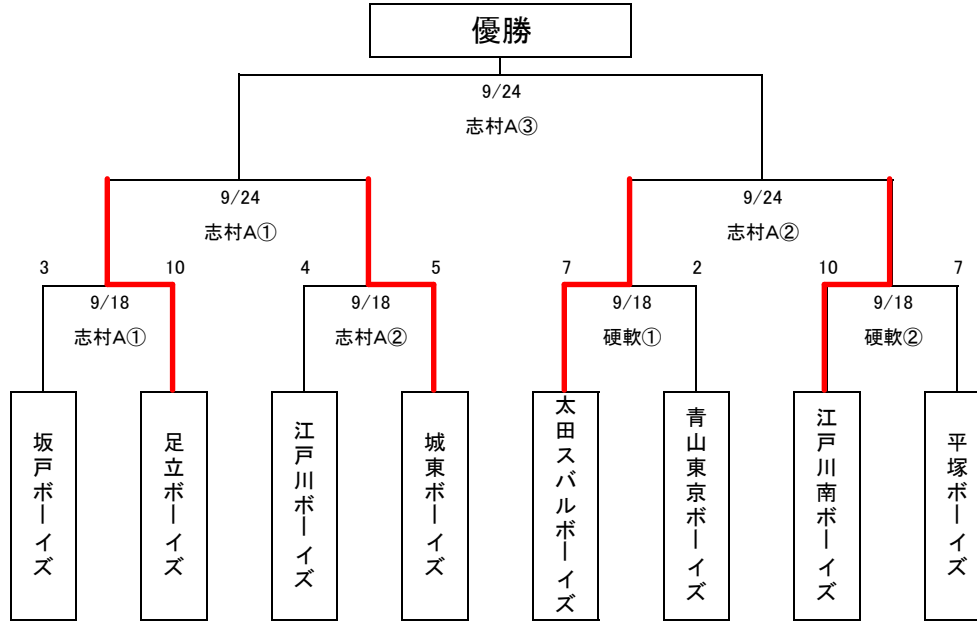 優勝
9/24
志村A③
9/24
志村A①
9/24
志村A②
3
10
4
5
7
2
10
7
9/18
志村A①
9/18
志村A②
9/18
硬軟①
9/18
硬軟②
坂戸ボーイズ
足立ボーイズ
江戸川ボーイズ
城東ボーイズ
太田スバルボーイズ
青山東京ボーイズ
江戸川南ボーイズ
平塚ボーイズ